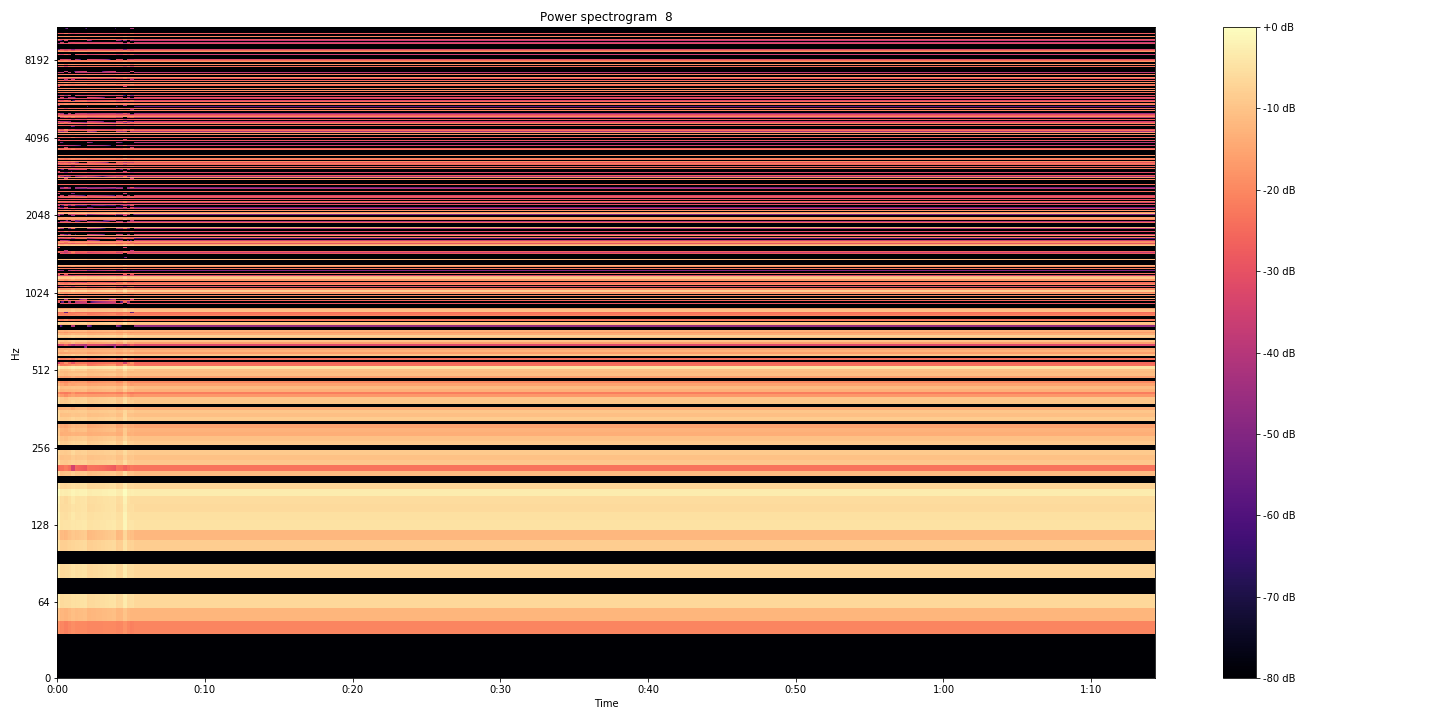 Power spectrogram  8
Hz
8192
4096
2048
1024
512
256
128
64
0
0:00
0:10
0:20
0:30
0:40
0:50
1:00
1:10
Time
+0 dB
-10 dB
-20 dB
-30 dB
-40 dB
-50 dB
-60 dB
-70 dB
-80 dB